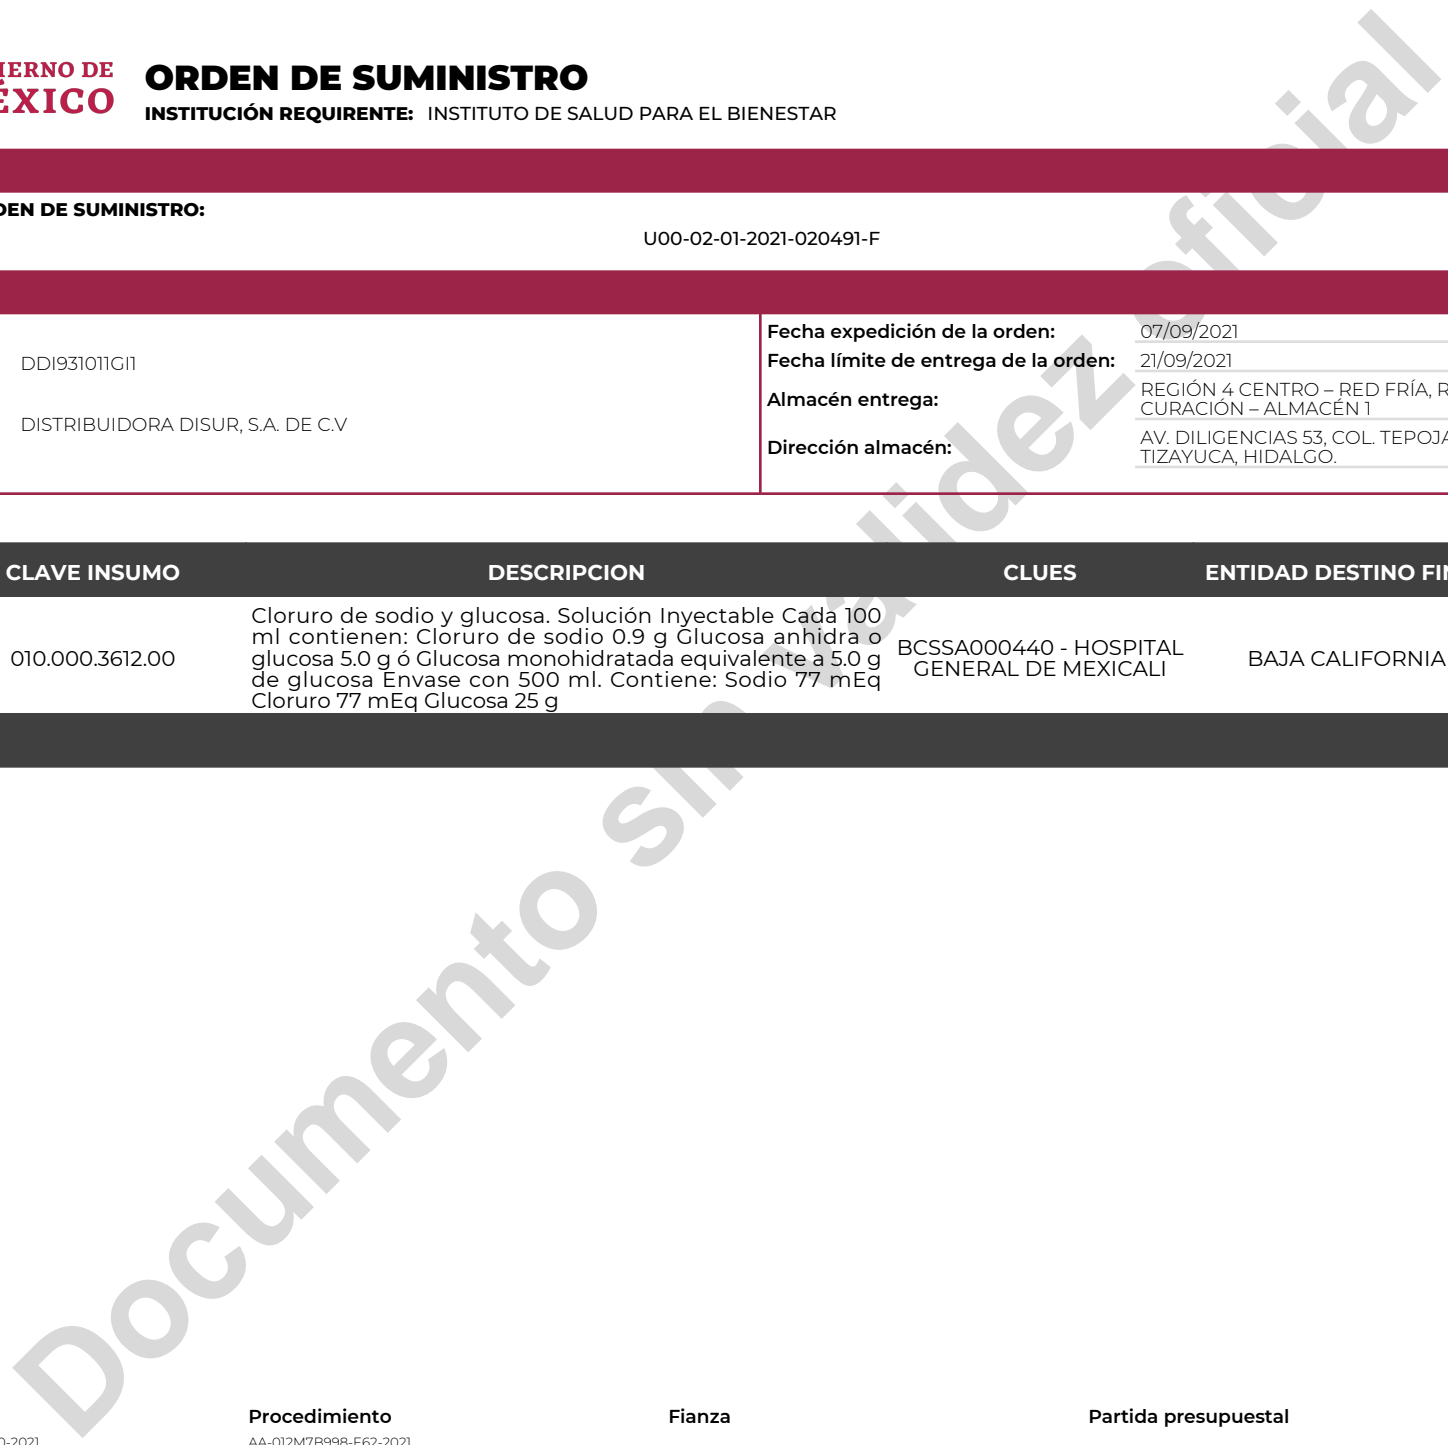 ORDEN DE SUMINISTRO
INSTITUCIÓN REQUIRENTE: INSTITUTO DE SALUD PARA EL BIENESTAR
DE SUMINISTRO:
U00-02-01-2021-020491-F
DDI931011GI1
DISTRIBUIDORA DISUR, S.A. DE C.V
Fecha expedición de la orden: 07/09/2021
Fecha límite de entrega de la orden: 21/09/2021
Almacén entrega: REGIÓN 4 CENTRO – RED FRÍA,
CURACIÓN – ALMACÉN 1
Dirección almacén: AV. DILIGENCIAS 53, COL.
TIZAYUCA, HIDALGO.
CLAVE INSUMO DESCRIPCION CLUES ENTIDAD DESTINO
010.000.3612.00
Cloruro de sodio y glucosa. Solución Inyectable Cada 100
ml contienen: Cloruro de sodio 0.9 g Glucosa anhidra o
glucosa 5.0 g ó Glucosa monohidratada equivalente a 5.0 g
de glucosa Envase con 500 ml. Contiene: Sodio 77 mEq
Cloruro 77 mEq Glucosa 25 g
BCSSA000440 - HOSPITAL
GENERAL DE MEXICALI
BAJA CALIFORNIA
Documento sin validez oficial
Procedimiento Fianza Partida presupuestal
AA-012M7B998-E62-2021